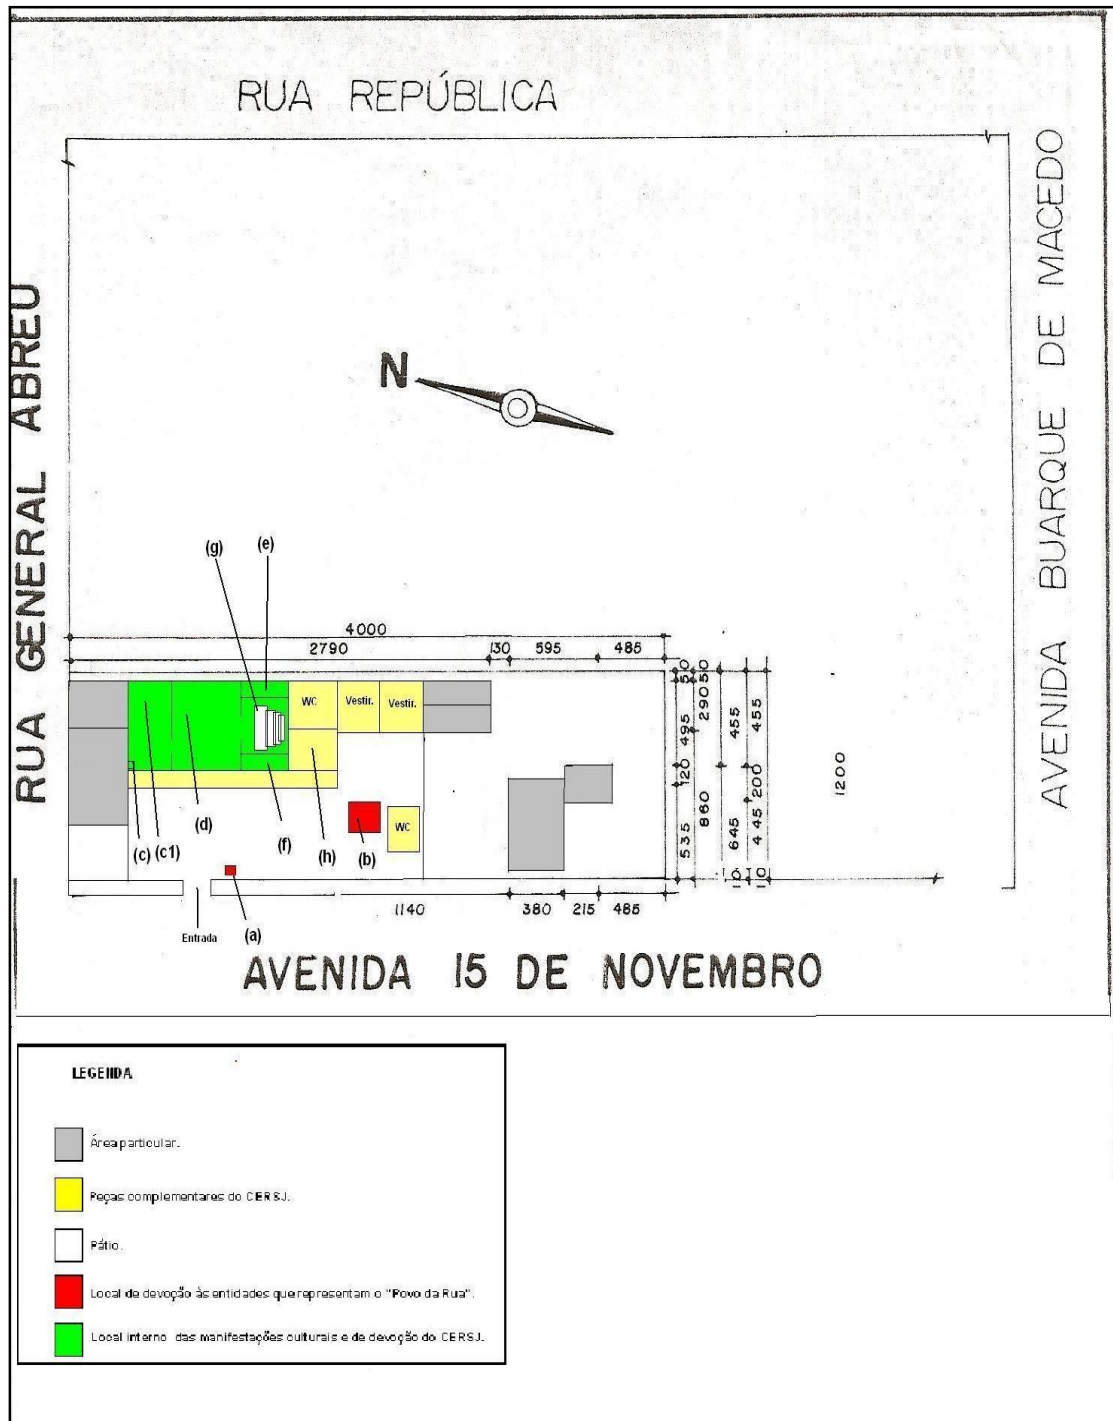 RUA REPÚBLICA
AVENIDA BUARQUE DE MACEDO
RUA GENERAL ABREU
N
(g)
(e)
4000
2790
130
595
485
50
290
50
495
455
455
120
860
200
535
645
445
10
10
1200
WC
Vestir.
Vestir.
WC
(c)
(c1)
(d)
(f)
(h)
(b)
(a)
Entrada
1140
380
215
485
AVENIDA 15 DE NOVEMBRO
LEGENDA
Área particular.
Peças complementares do CERSJ.
Pátio.
Local de devoção às entidades que representam o "Povo da Rua".
Local interno das manifestações culturais e de devoção do CERSJ.